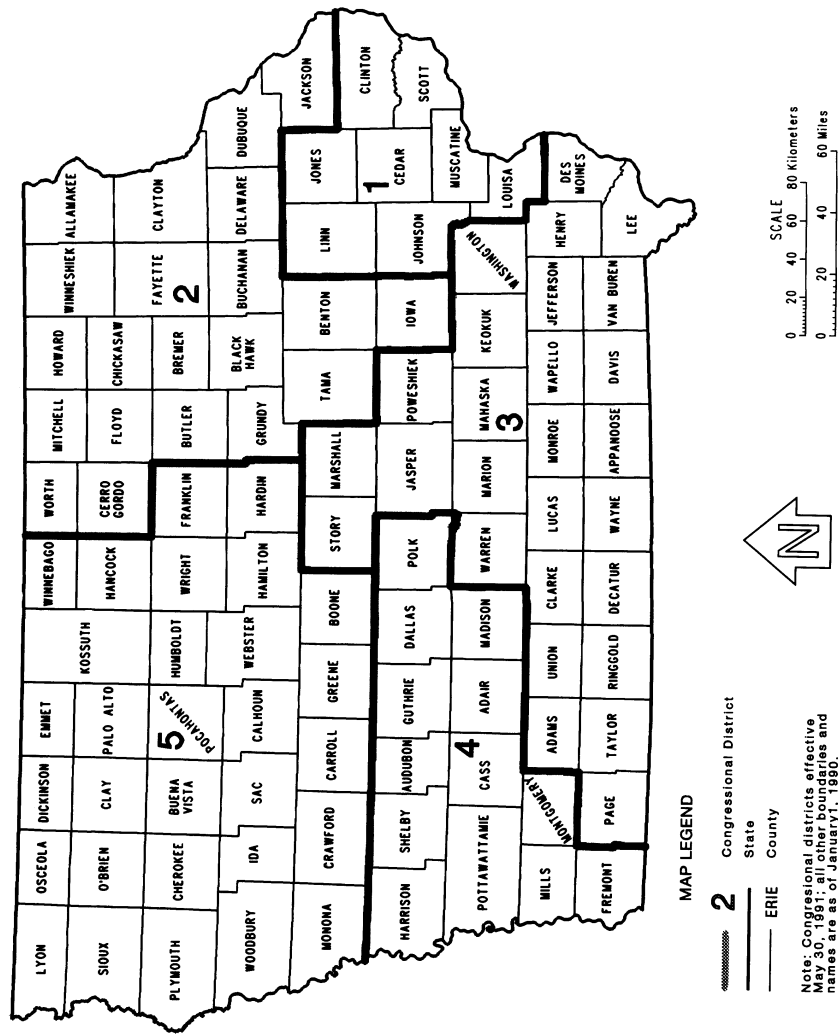 LYON
OSCEOLA
DICKINSON
EMMET
KOSSUTH
WINNEBAGO
WORTH
MITCHELL
HOWARD
WINNESHIEK
ALLAMAKEE
SIOUX
O'BRIEN
CLAY
PALO ALTO
HANCOCK
CERRO
GORDO
FLOYD
CHICKASAW
FAYETTE
CLAYTON
2
PLYMOUTH
CHEROKEE
BUENA
VISTA
5
POCAHONTAS
HUMBOLDT
WRIGHT
FRANKLIN
BUTLER
BREMER
WOODBURY
IDA
SAC
CALHOUN
WEBSTER
HAMILTON
HARDIN
GRUNDY
BLACK
HAWK
BUCHANAN
DELAWARE
DUBUQUE
MONONA
CRAWFORD
CARROLL
GREENE
BOONE
STORY
MARSHALL
TAMA
BENTON
LINN
JONES
JACKSON
1
HARRISON
SHELBY
AUDUBON
GUTHRIE
DALLAS
POLK
JASPER
POWESHIEK
IOWA
JOHNSON
CEDAR
CLINTON
SCOTT
4
POTTAWATTAMIE
CASS
ADAIR
MADISON
WARREN
MARION
MAHASKA
3
KEOKUK
WASHINGTON
MUSCATINE
LOUISA
MILLS
MONTGOMERY
ADAMS
UNION
CLARKE
LUCAS
MONROE
WAPELLO
JEFFERSON
HENRY
DES
MOINES
FREMONT
PAGE
TAYLOR
RINGGOLD
DECATUR
WAYNE
APPANOOSE
DAVIS
VAN BUREN
LEE
MAP LEGEND
2 Congressional District
State
ERIE County
Note: Congresional districts effective
May 30, 1991; all other boundaries and
names are as of January1, 1990.
N
SCALE
0 20 40 60 80 Kilometers
0 20 40 60 Miles